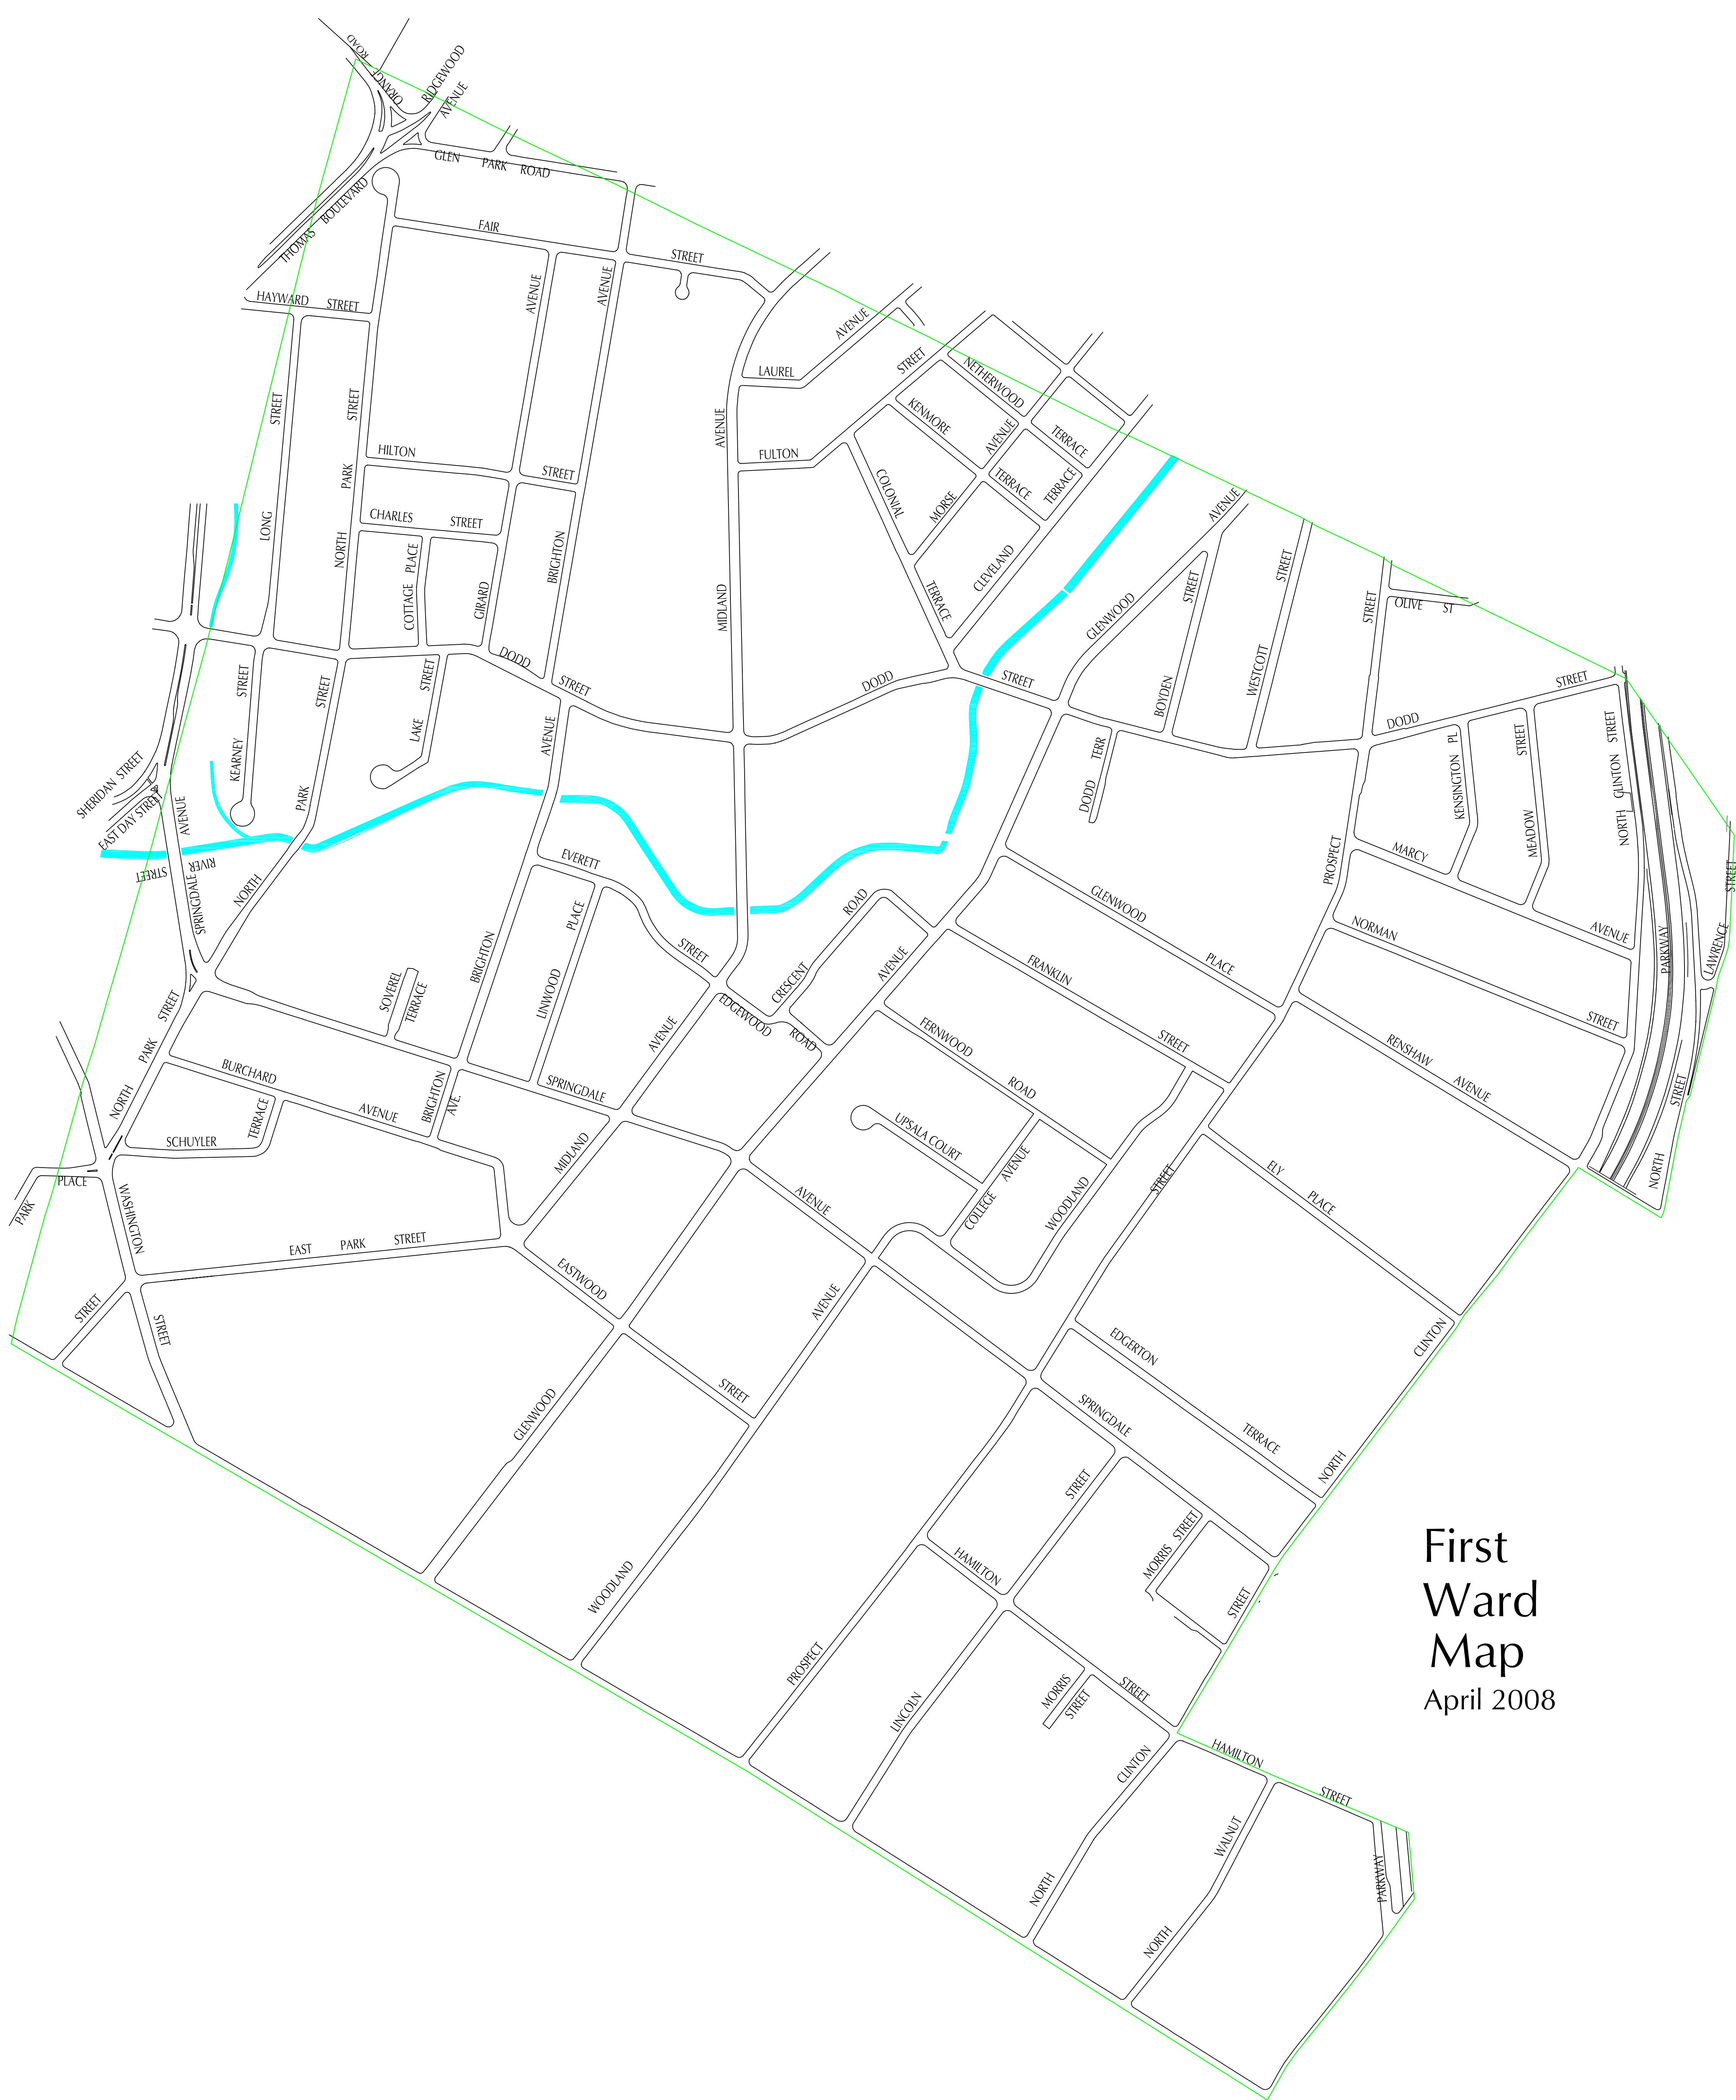 ORANGE ROAD
RIDGEWOOD
AVENUE
GLEN PARK ROAD
THOMAS BOULEVARD
FAIR STREET
HAYWARD STREET
AVENUE
AVENUE
LAUREL AVENUE
STREET
NETHERWOOD
TERRACE
KENMORE
TERRACE
AVENUE
TERRACE
LONG STREET
NORTH PARK STREET
HILTON STREET
CHARLES STREET
COTTAGE PLACE
GIRARD
BRIGHTON
MIDLAND AVENUE
FULTON
COLONIAL
TERRACE
MORSE
CLEVELAND
GLENWOOD AVENUE
BOYDEN STREET
WESTCOTT STREET
STREET
OLIVE ST
DODD
STREET
DODD
STREET
DODD
STREET
KEARNEY STREET
PARK STREET
LAKE STREET
AVENUE
DODD TERR
KENSINGTON PL
MEADOW STREET
NORTH CLINTON STREET
SHERIDAN STREET
EAST DAY STREET
RIVER
STREET
SPRINGDALE AVENUE
NORTH
EVERETT
STREET
PROSPECT
MARCY
AVENUE
NORMAN
STREET
PARKWAY
LAWRENCE STREET
SOVEREL
TERRACE
BRIGHTON
LINWOOD PLACE
CRESCENT ROAD
AVENUE
GLENWOOD
PLACE
FRANKLIN
STREET
EDGEWOOD
ROAD
FERNWOOD
ROAD
RENSHAW
AVENUE
NORTH STREET
NORTH PARK STREET
BURCHARD
AVENUE
BRIGHTON
AVE.
SPRINGDALE
AVENUE
SCHUYLER
TERRACE
MIDLAND
AVENUE
UPSALA COURT
COLLEGE AVENUE
WOODLAND
STREET
ELY
PLACE
PARK
PLACE
WASHINGTON
STREET
EAST PARK STREET
STREET
EASTWOOD
STREET
AVENUE
EDGERTON
TERRACE
CLINTON
NORTH
GLENWOOD
SPRINGDALE
STREET
MORRIS STREET
STREET
HAMILTON
STREET
WOODLAND
PROSPECT
LINCOLN
MORRIS
STREET
CLINTON
NORTH
HAMILTON
STREET
WALNUT
NORTH
PARKWAY
First
Ward
Map
April 2008